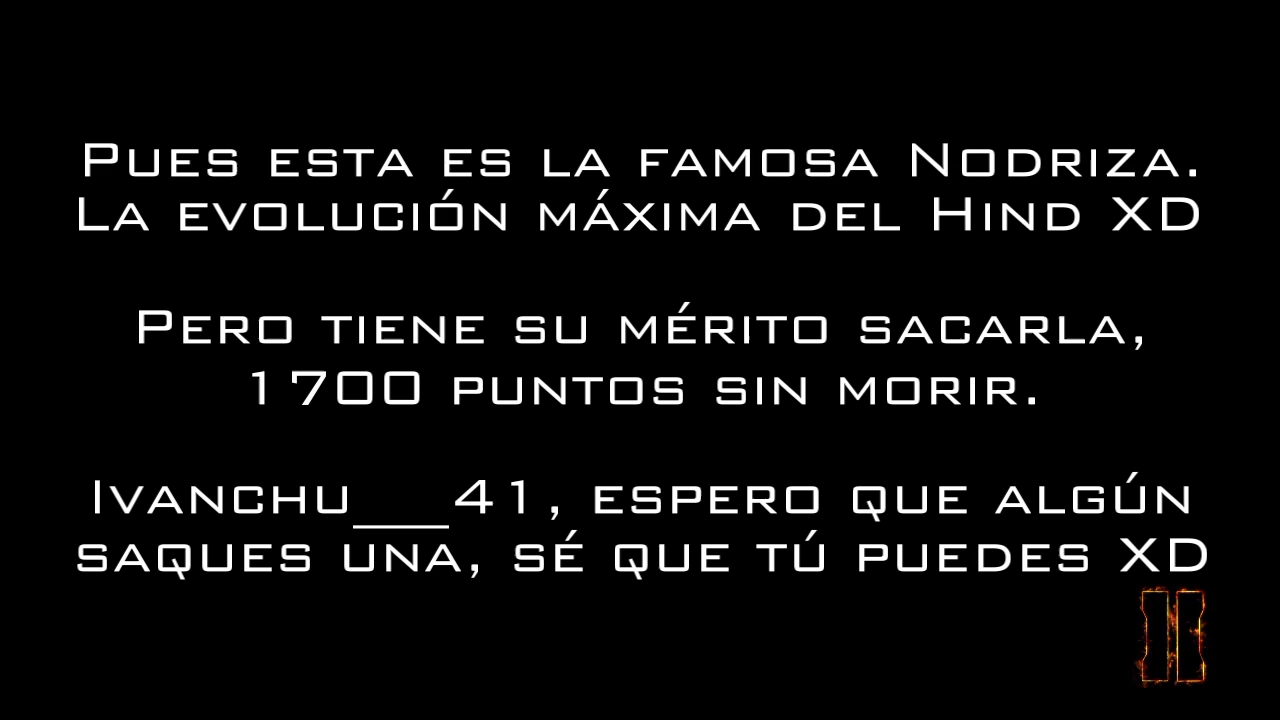 Pues esta es la famosa Nodriza.
La evolución máxima del Hind XD
Pero tiene su mérito sacarla,
1700 puntos sin morir.
Ivanchu___41, espero que algún
saques una, sé que tú puedes XD
II